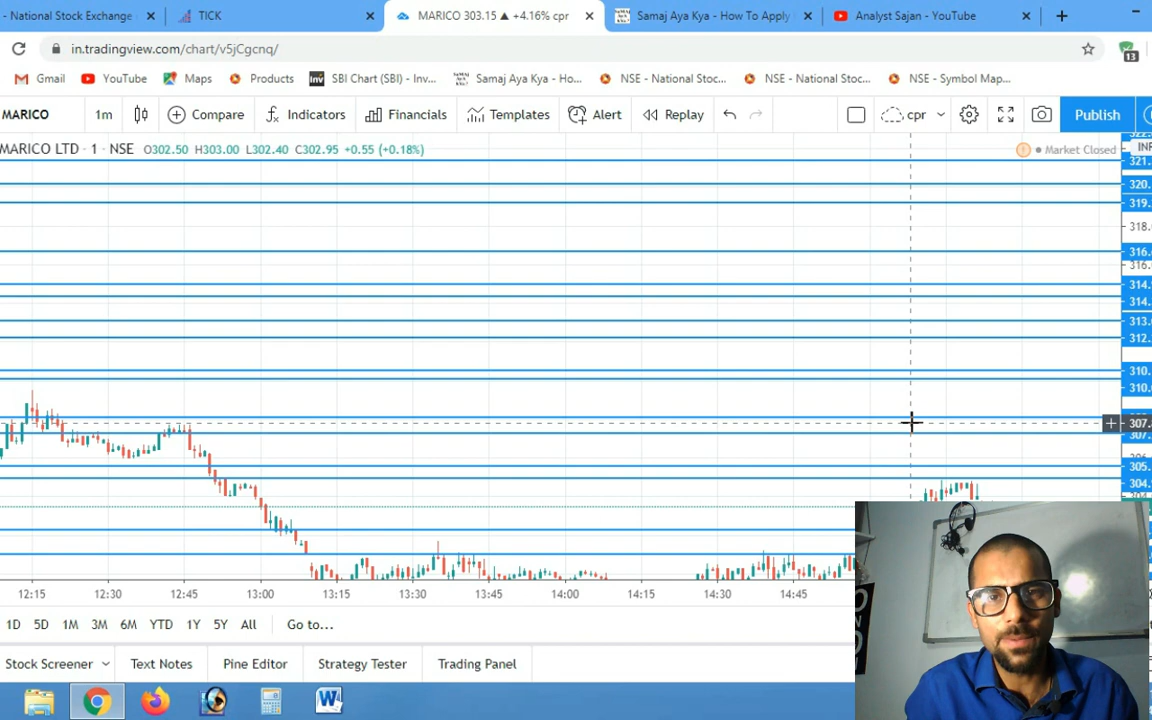 - National Stock Exchange
TICK
MARICO 303.15 ▲ +4.16% cpr
Samaj Aya Kya - How To Apply
Analyst Sajan - YouTube
in.tradingview.com/chart/v5jCgcnq/
13
Gmail
YouTube
Maps
Products
Inv
SBI Chart (SBI) - Inv...
Samaj Aya Kya - Ho...
NSE - National Stoc...
NSE - National Stoc...
NSE - Symbol Map...
MARICO
1m
Compare
Indicators
Financials
Templates
Alert
Replay
cpr
Publish
MARICO LTD · 1 · NSE O302.50 H303.00 L302.40 C302.95 +0.55 (+0.18%)
Market Closed
INR
321.
320.
319.
318.
316.
316.
314.
314.
313.
312.
310.
310.
307.
307.
305.
304.
12:15
12:30
12:45
13:00
13:15
13:30
13:45
14:00
14:15
14:30
14:45
1D 5D 1M 3M 6M YTD 1Y 5Y All Go to...
Stock Screener
Text Notes
Pine Editor
Strategy Tester
Trading Panel